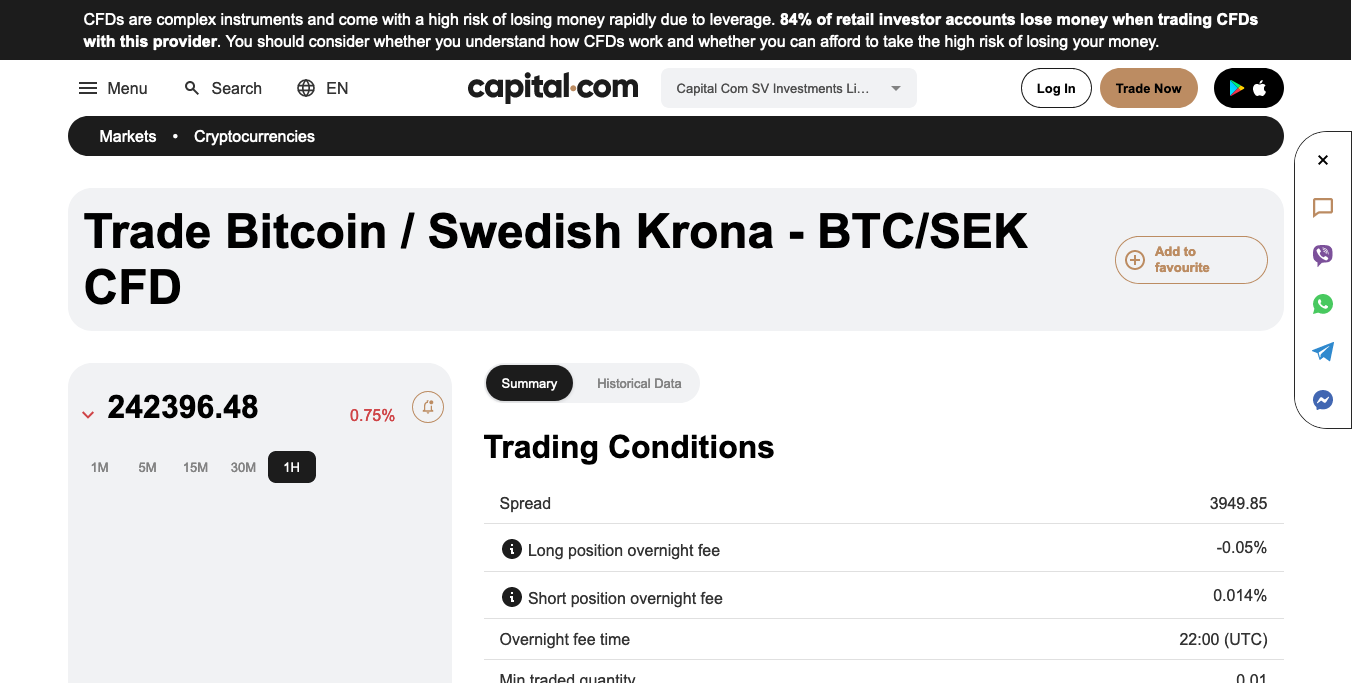 CFDs are complex instruments and come with a high risk of losing money rapidly due to leverage. 84% of retail investor accounts lose money when trading CFDs
with this provider. You should consider whether you understand how CFDs work and whether you can afford to take the high risk of losing your money.
Menu Search EN capital.com Capital Com SV Investments Li... Log In Trade Now
Markets • Cryptocurrencies
Trade Bitcoin / Swedish Krona - BTC/SEK
CFD
Add to
favourite
242396.48 0.75%
1M 5M 15M 30M 1H
Summary Historical Data
Trading Conditions
Spread 3949.85
Long position overnight fee -0.05%
Short position overnight fee 0.014%
Overnight fee time 22:00 (UTC)
Min traded quantity 0.01